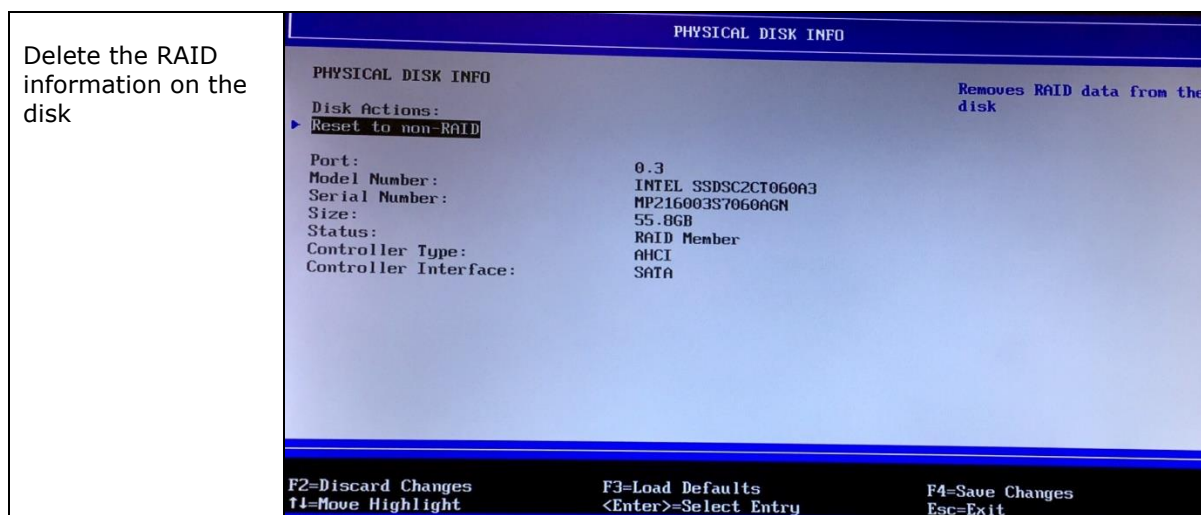 Delete the RAID
information on the
disk
PHYSICAL DISK INFO
PHYSICAL DISK INFO
Removes RAID data from the
disk
Disk Actions:
Reset to non-RAID
Port: 0.3
Model Number: INTEL SSDSC2CT060A3
Serial Number: MP216003S7060AGN
Size: 55.8GB
Status: RAID Member
Controller Type: AHCI
Controller Interface: SATA
F2=Discard Changes F3=Load Defaults F4=Save Changes
↑↓=Move Highlight <Enter>=Select Entry Esc=Exit